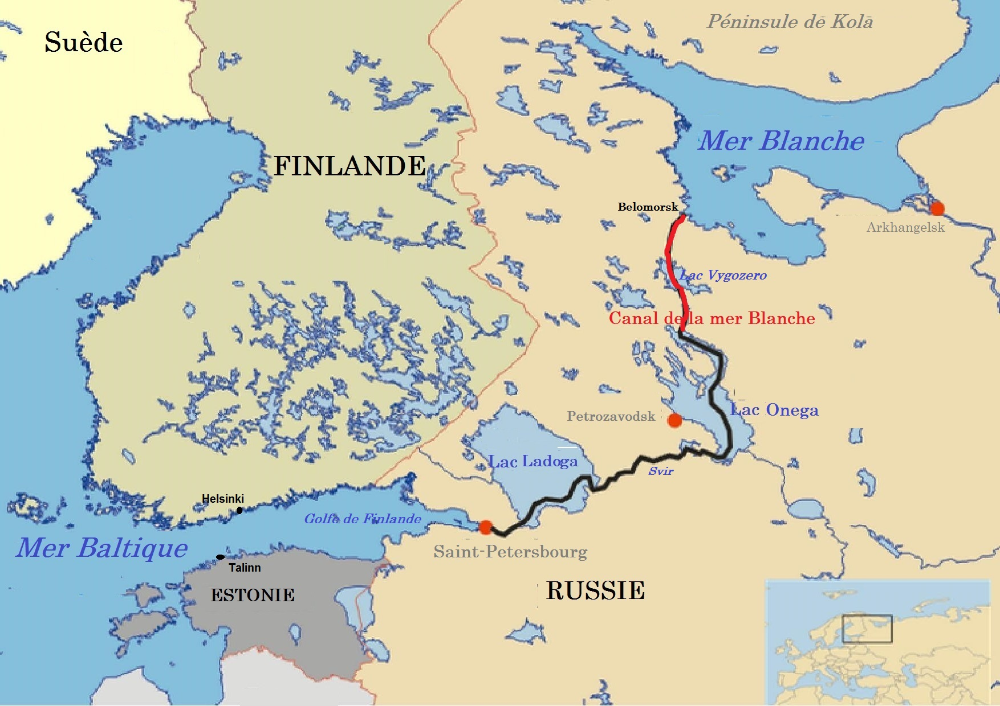 Péninsule de Kola
Suède
Mer Blanche
FINLANDE
Belomorsk
Arkhangelsk
Lac Vygozero
Canal de la mer Blanche
Lac Onega
Petrozavodsk
Lac Ladoga
Svir
Helsinki
Golfe de Finlande
Mer Baltique
Saint-Petersbourg
Talinn
ESTONIE
RUSSIE